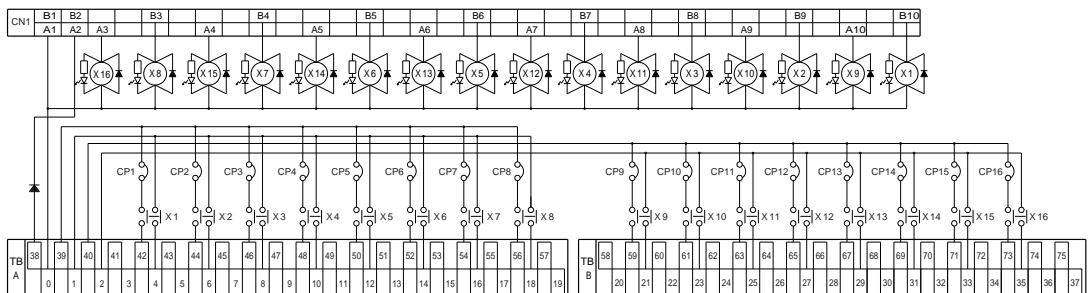 CN1 B1 B2 B3 B4 B5 B6 B7 B8 B9 B10
A1 A2 A3 A4 A5 A6 A7 A8 A9 A10
X16 X8 X15 X7 X14 X6 X13 X5 X12 X4 X11 X3 X10 X2 X9 X1
CP1 CP2 CP3 CP4 CP5 CP6 CP7 CP8 CP9 CP10 CP11 CP12 CP13 CP14 CP15 CP16
X1 X2 X3 X4 X5 X6 X7 X8 X9 X10 X11 X12 X13 X14 X15 X16
TB A 38 39 40 41 42 43 44 45 46 47 48 49 50 51 52 53 54 55 56 57
0 1 2 3 4 5 6 7 8 9 10 11 12 13 14 15 16 17 18 19
TB B 58 59 60 61 62 63 64 65 66 67 68 69 70 71 72 73 74 75
20 21 22 23 24 25 26 27 28 29 30 31 32 33 34 35 36 37